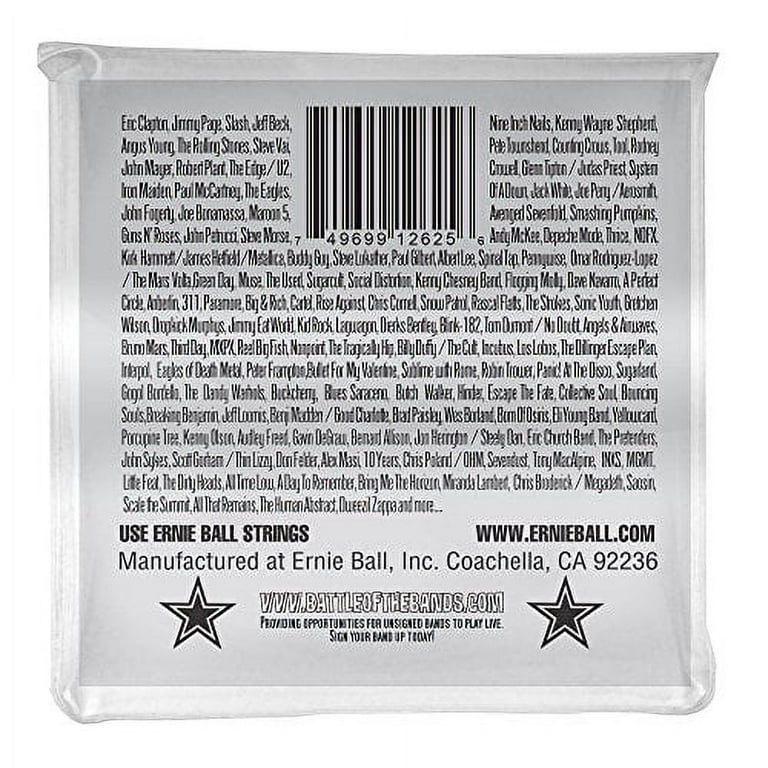 Eric Clapton, Jimmy Page, Slash, Jeff Beck,
Angus Young, The Rolling Stones, Steve Vai,
John Mayer, Robert Plant, The Edge / U2,
Iron Maiden, Paul McCartney, The Eagles,
John Fogerty, Joe Bonamassa, Maroon 5,
Guns N' Roses, John Petrucci, Steve Morse,
7 49699 12625 6
Nine Inch Nails, Kenny Wayne Shepherd,
Pete Townshend, Counting Crows, Tool, Rodney
Crowell, Glenn Tipton / Judas Priest, System
Of A Down, Jack White, Joe Perry / Aerosmith,
Avenged Sevenfold, Smashing Pumpkins,
Andy McKee, Depeche Mode, Thrice, NOFX,
Kirk Hammett / James Hetfield / Metallica, Buddy Guy, Steve Lukather, Paul Gilbert, Albert Lee, Spinal Tap, Pennywise, Omar Rodriguez-Lopez
/ The Mars Volta, Green Day, Muse, The Used, Sugarcult, Social Distortion, Kenny Chesney Band, Flogging Molly, Dave Navarro, A Perfect
Circle, Anberlin, 311, Paramore, Big & Rich, Cartel, Rise Against, Chris Cornell, Snow Patrol, Rascal Flatts, The Strokes, Sonic Youth, Gretchen
Wilson, Dropkick Murphys, Jimmy Eat World, Kid Rock, Lagwagon, Dierks Bentley, Blink-182, Tom Dumont / No Doubt, Angels & Airwaves,
Bruno Mars, Third Day, MXPX, Reel Big Fish, Nonpoint, The Tragically Hip, Billy Duffy / The Cult, Incubus, Los Lobos, The Dillinger Escape Plan,
Interpol, Eagles of Death Metal, Peter Frampton, Bullet For My Valentine, Sublime with Rome, Robin Trower, Panic! At The Disco, Sugarland,
Gogol Bordello, The Dandy Warhols, Buckcherry, Blues Saraceno, Butch Walker, Hinder, Escape The Fate, Collective Soul, Bouncing
Souls, Breaking Benjamin, Jeff Loomis, Benji Madden / Good Charlotte, Brad Paisley, Wes Borland, Born Of Osiris, Eli Young Band, Yellowcard,
Porcupine Tree, Kenny Olson, Audley Freed, Gavin DeGraw, Bernard Allison, Jon Herington / Steely Dan, Eric Church Band, The Pretenders,
John Sykes, Scott Gorham / Thin Lizzy, Don Felder, Alex Masi, 10 Years, Chris Poland / OHM, Sevendust, Tony MacAlpine, INXS, MGMT,
Little Feat, The Dirty Heads, All Time Low, A Day To Remember, Bring Me The Horizon, Miranda Lambert, Chris Broderick / Megadeth, Saosin,
Scale the Summit, All That Remains, The Human Abstract, Dweezil Zappa and more....
USE ERNIE BALL STRINGS WWW.ERNIEBALL.COM
Manufactured at Ernie Ball, Inc. Coachella, CA 92236
WWW.BATTLEOFTHEBANDS.COM
PROVIDING OPPORTUNITIES FOR UNSIGNED BANDS TO PLAY LIVE.
SIGN YOUR BAND UP TODAY!